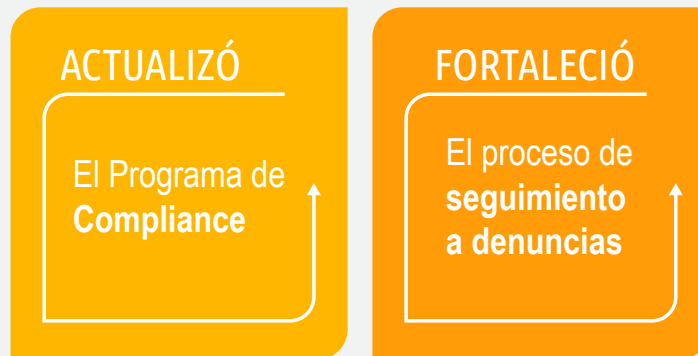 ACTUALIZÓ
El Programa de
Compliance
FORTALECIÓ
El proceso de
seguimiento
a denuncias